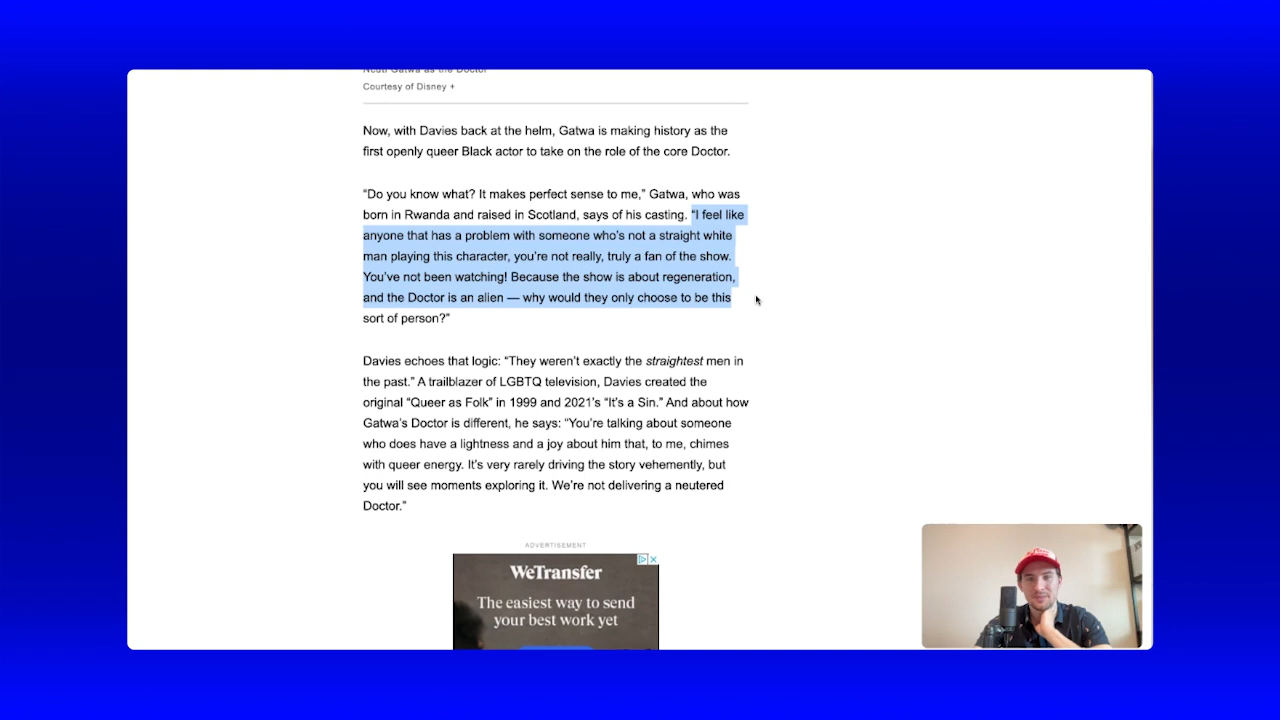 Ncuti Gatwa as the Doctor
Courtesy of Disney +
Now, with Davies back at the helm, Gatwa is making history as the
first openly queer Black actor to take on the role of the core Doctor.
“Do you know what? It makes perfect sense to me,” Gatwa, who was
born in Rwanda and raised in Scotland, says of his casting. “I feel like
anyone that has a problem with someone who’s not a straight white
man playing this character, you’re not really, truly a fan of the show.
You’ve not been watching! Because the show is about regeneration,
and the Doctor is an alien — why would they only choose to be this
sort of person?”
Davies echoes that logic: “They weren’t exactly the straightest men in
the past.” A trailblazer of LGBTQ television, Davies created the
original “Queer as Folk” in 1999 and 2021’s “It’s a Sin.” And about how
Gatwa’s Doctor is different, he says: “You’re talking about someone
who does have a lightness and a joy about him that, to me, chimes
with queer energy. It’s very rarely driving the story vehemently, but
you will see moments exploring it. We’re not delivering a neutered
Doctor.”
ADVERTISEMENT
WeTransfer
The easiest way to send
your best work yet